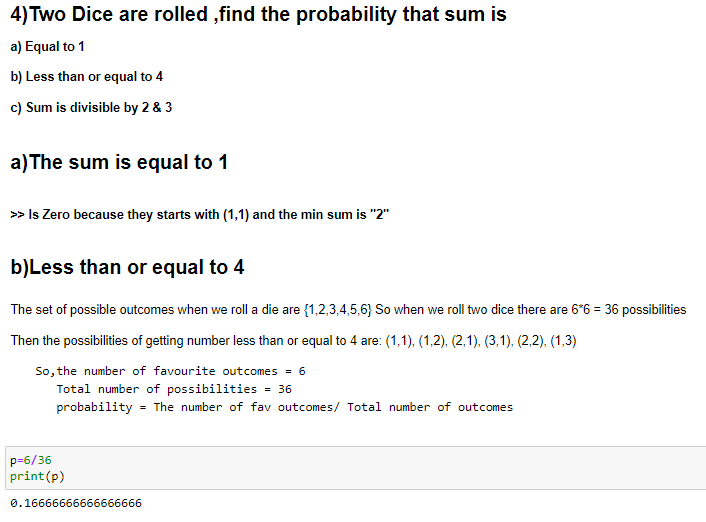 4)Two Dice are rolled ,find the probability that sum is
a) Equal to 1
b) Less than or equal to 4
c) Sum is divisible by 2 & 3
a)The sum is equal to 1
>> Is Zero because they starts with (1,1) and the min sum is "2"
b)Less than or equal to 4
The set of possible outcomes when we roll a die are {1,2,3,4,5,6} So when we roll two dice there are 6*6 = 36 possibilities
Then the possibilities of getting number less than or equal to 4 are: (1,1), (1,2), (2,1), (3,1), (2,2), (1,3)
So,the number of favourite outcomes = 6
Total number of possibilities = 36
probability = The number of fav outcomes/ Total number of outcomes
p=6/36
print(p)
0.16666666666666666